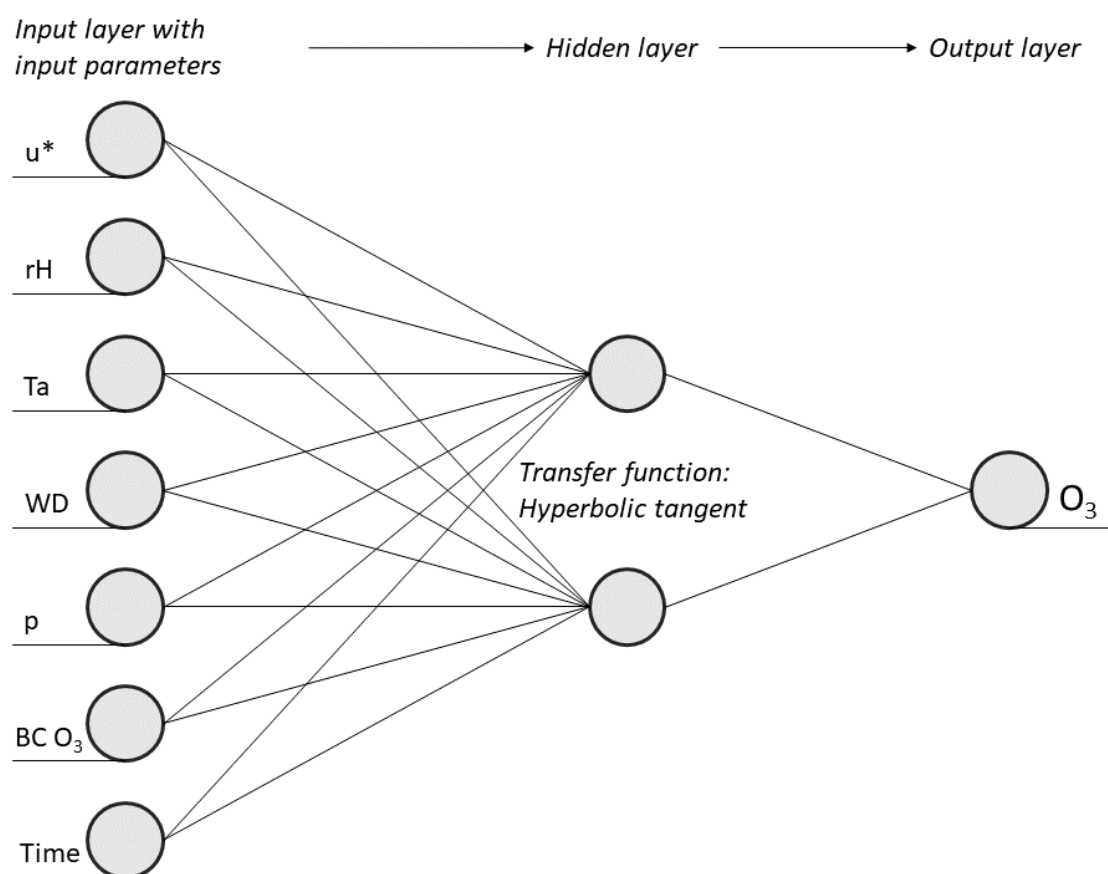 Input layer with
input parameters
Hidden layer
Output layer
u*
rH
Ta
WD
Transfer function:
Hyperbolic tangent
O₃
p
BC O₃
Time